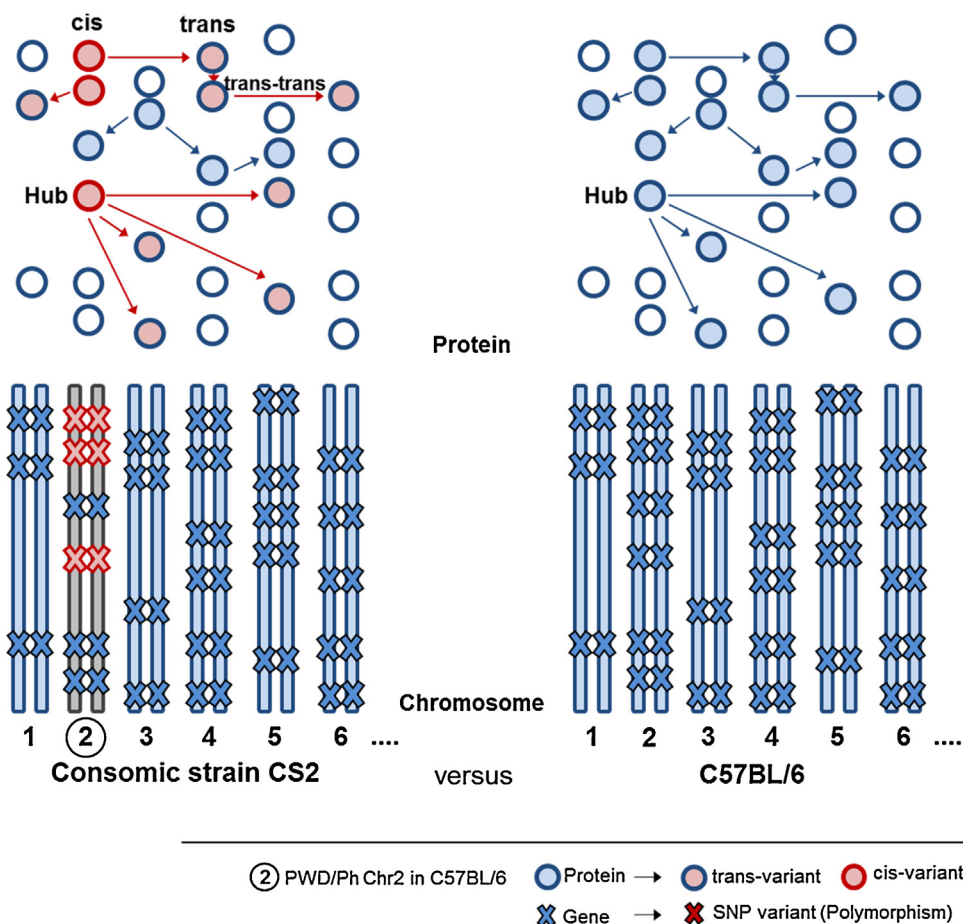 cis
trans
trans-trans
Hub
Hub
Protein
Chromosome
1 2 3 4 5 6 ....
1 2 3 4 5 6 ....
Consomic strain CS2
versus
C57BL/6
2 PWD/Ph Chr2 in C57BL/6
Protein
trans-variant
cis-variant
Gene
SNP variant (Polymorphism)